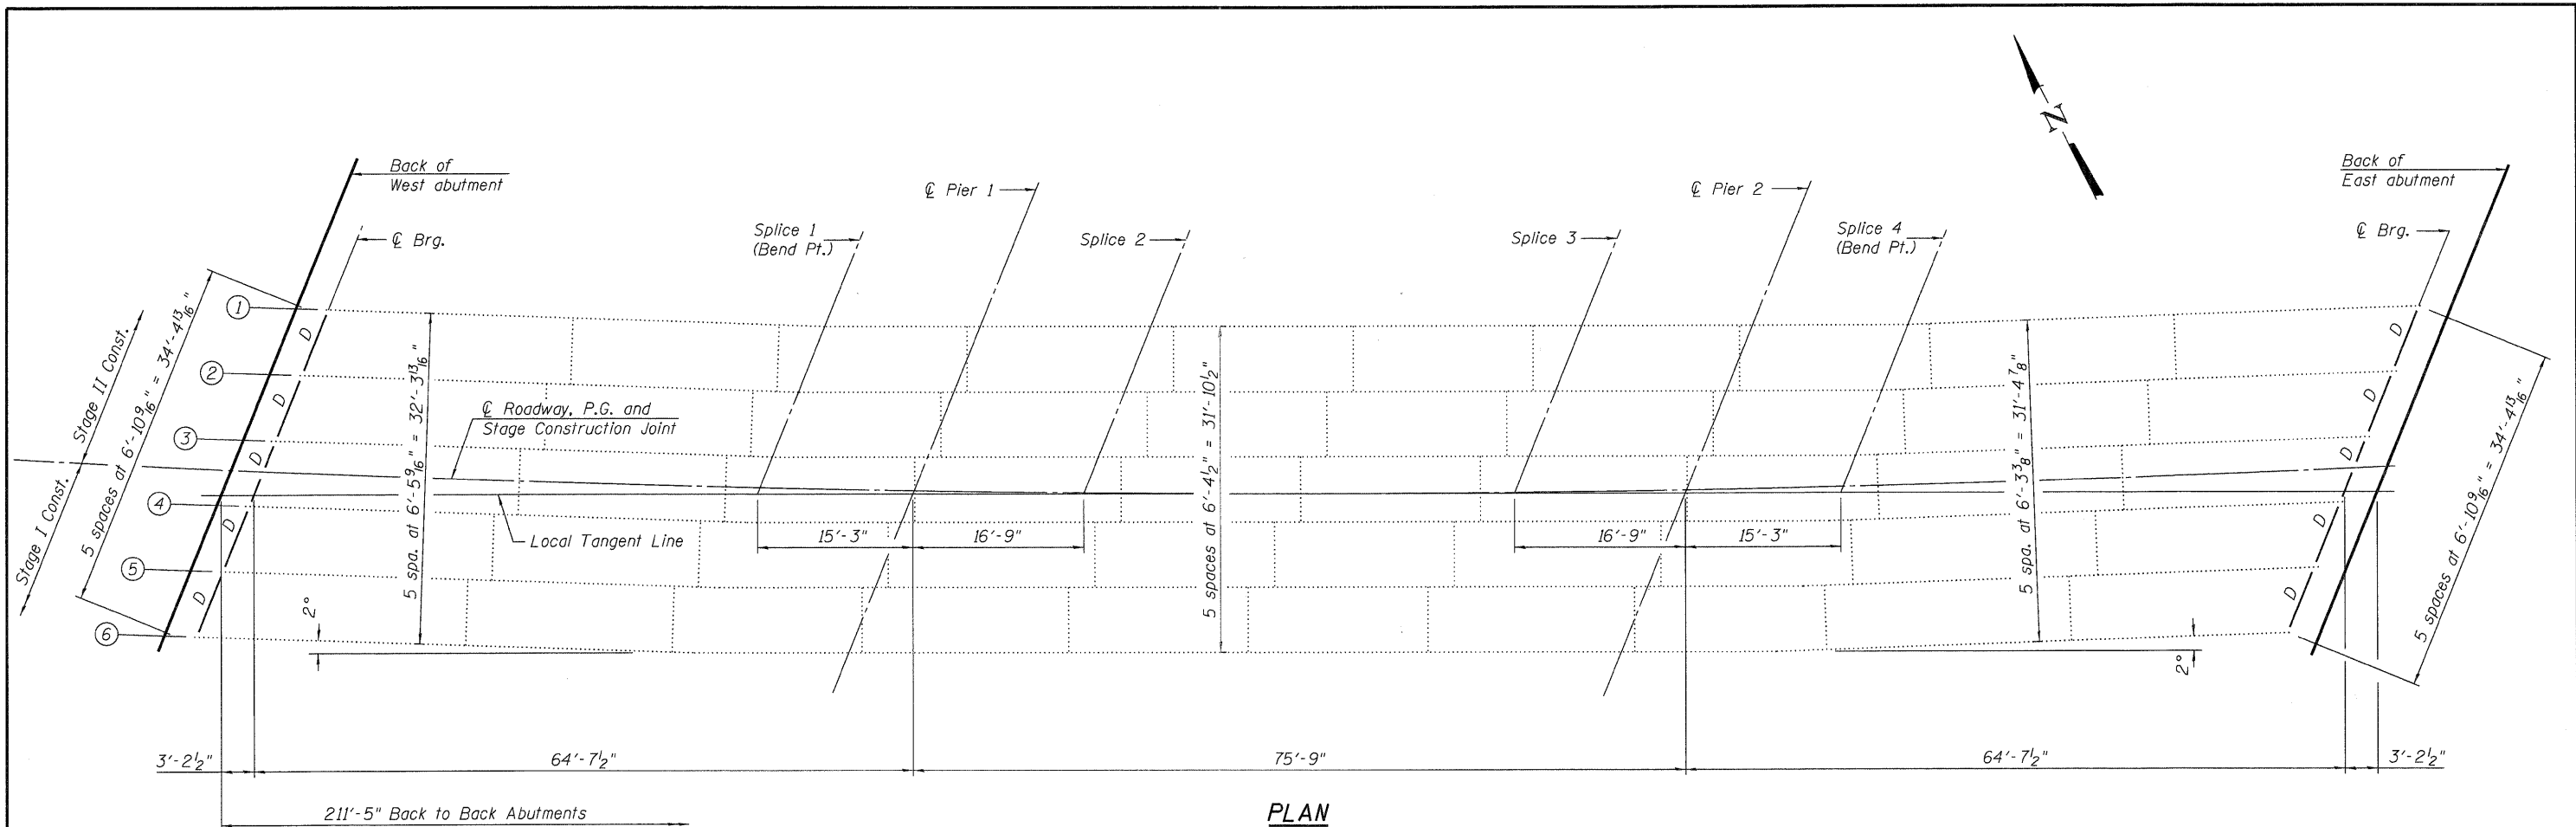 N
Back of
West abutment
℄ Brg.
Splice 1
(Bend Pt.)
℄ Pier 1
Splice 2
Splice 3
℄ Pier 2
Splice 4
(Bend Pt.)
Back of
East abutment
℄ Brg.
Stage II Const.
Stage I Const.
5 spaces at 6'-10 9/16" = 34'-4 13/16"
1
2
3
4
5
6
D
D
D
D
D
℄ Roadway, P.G. and
Stage Construction Joint
Local Tangent Line
5 spa. at 6'-5 9/16" = 32'-3 13/16"
5 spaces at 6'-4 1/2" = 31'-10 1/2"
5 spa. at 6'-3 3/8" = 31'-4 7/8"
15'-3"
16'-9"
16'-9"
15'-3"
D
D
D
D
D
5 spaces at 6'-10 9/16" = 34'-4 13/16"
2°
2°
3'-2 1/2"
64'-7 1/2"
75'-9"
64'-7 1/2"
3'-2 1/2"
211'-5" Back to Back Abutments
PLAN